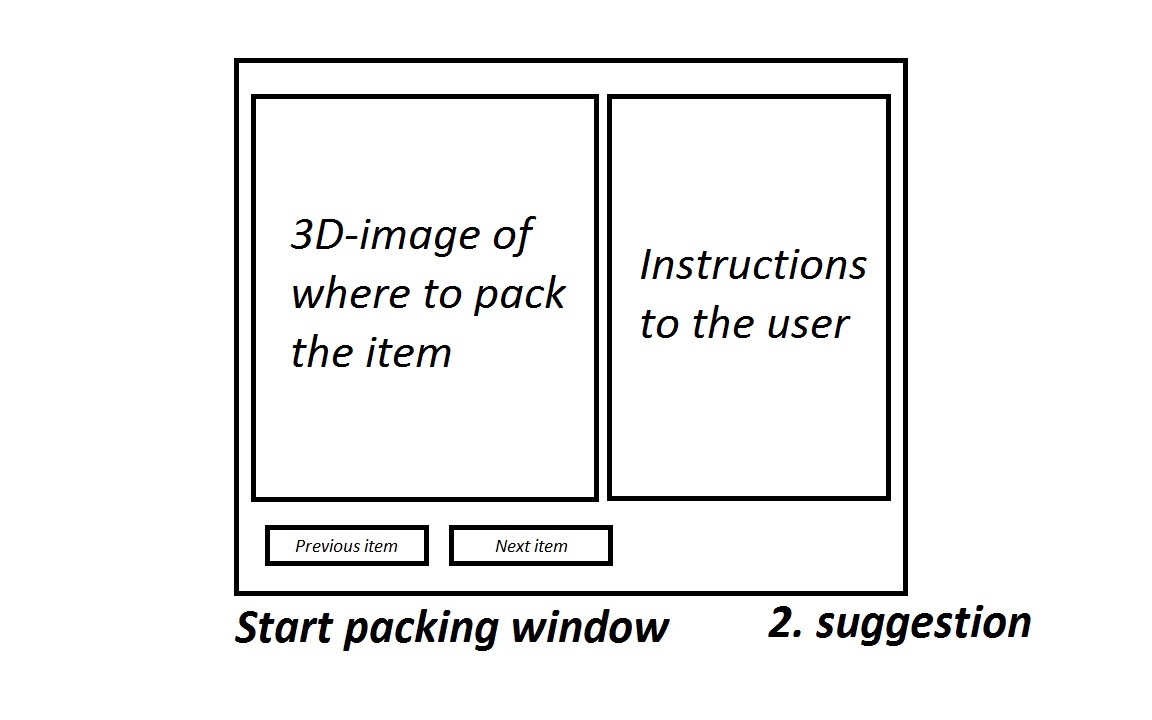 3D-image of
where to pack
the item
Instructions
to the user
Previous item
Next item
Start packing window
2. suggestion